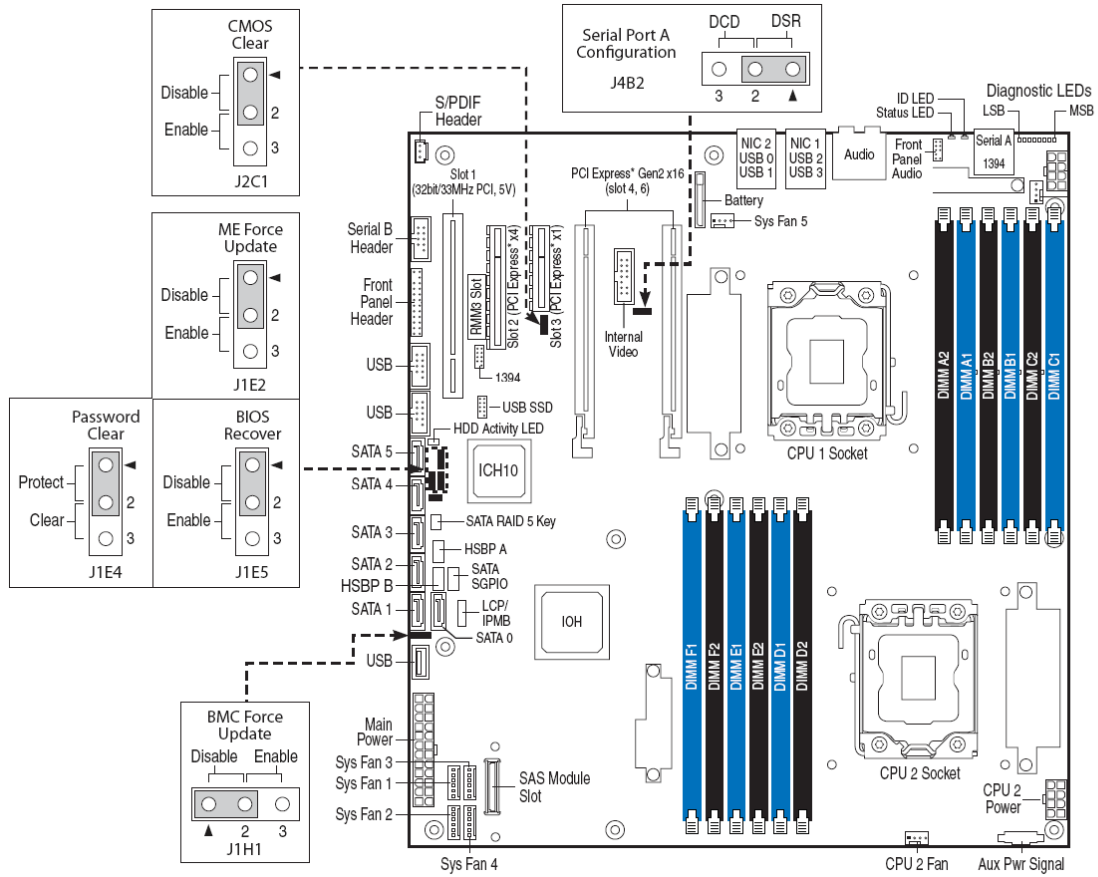 CMOS
Clear
Disable
2
Enable
3
J2C1
ME Force
Update
Disable
2
Enable
3
J1E2
Password
Clear
Protect
2
Clear
3
J1E4
BIOS
Recover
Disable
2
Enable
3
J1E5
BMC Force
Update
Disable
Enable
2
3
J1H1
Serial Port A
Configuration
J4B2
DCD
DSR
3
2
S/PDIF
Header
Slot 1
(32bit/33MHz PCI, 5V)
Serial B
Header
Front
Panel
Header
USB
USB
RMM3 Slot
Slot 2 (PCI Express* x4)
Slot 3 (PCI Express* x1)
1394
USB SSD
HDD Activity LED
PCI Express* Gen2 x16
(slot 4, 6)
Internal
Video
NIC 2
USB 0
USB 1
NIC 1
USB 2
USB 3
Audio
Battery
Sys Fan 5
Front
Panel
Audio
ID LED
Status LED
Diagnostic LEDs
LSB
MSB
Serial A
1394
DIMM A2
DIMM A1
DIMM B2
DIMM B1
DIMM C2
DIMM C1
CPU 1 Socket
SATA 5
SATA 4
ICH10
SATA 3
SATA RAID 5 Key
HSBP A
SATA 2
SATA
SGPIO
HSBP B
SATA 1
LCP/
IPMB
SATA 0
IOH
USB
Main
Power
Sys Fan 3
Sys Fan 1
Sys Fan 2
Sys Fan 4
SAS Module
Slot
DIMM F1
DIMM F2
DIMM E1
DIMM E2
DIMM D1
DIMM D2
CPU 2 Socket
CPU 2
Power
CPU 2 Fan
Aux Pwr Signal